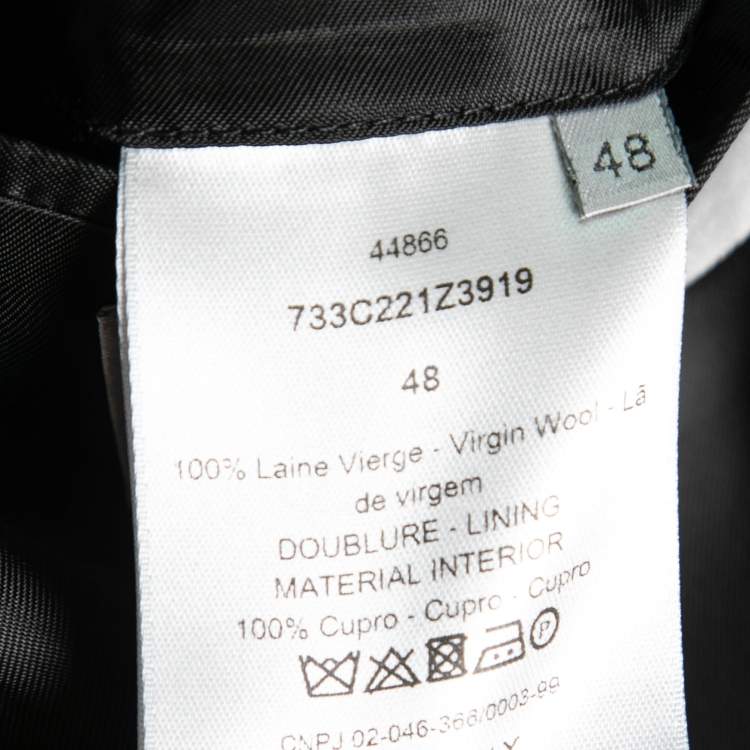 48
44866
733C221Z3919
48
100% Laine Vierge - Virgin Wool - Lã
de virgem
DOUBLURE - LINING
MATERIAL INTERIOR
100% Cupro - Cupro - Cupro
P
CNPJ 02-046-366/0003-99